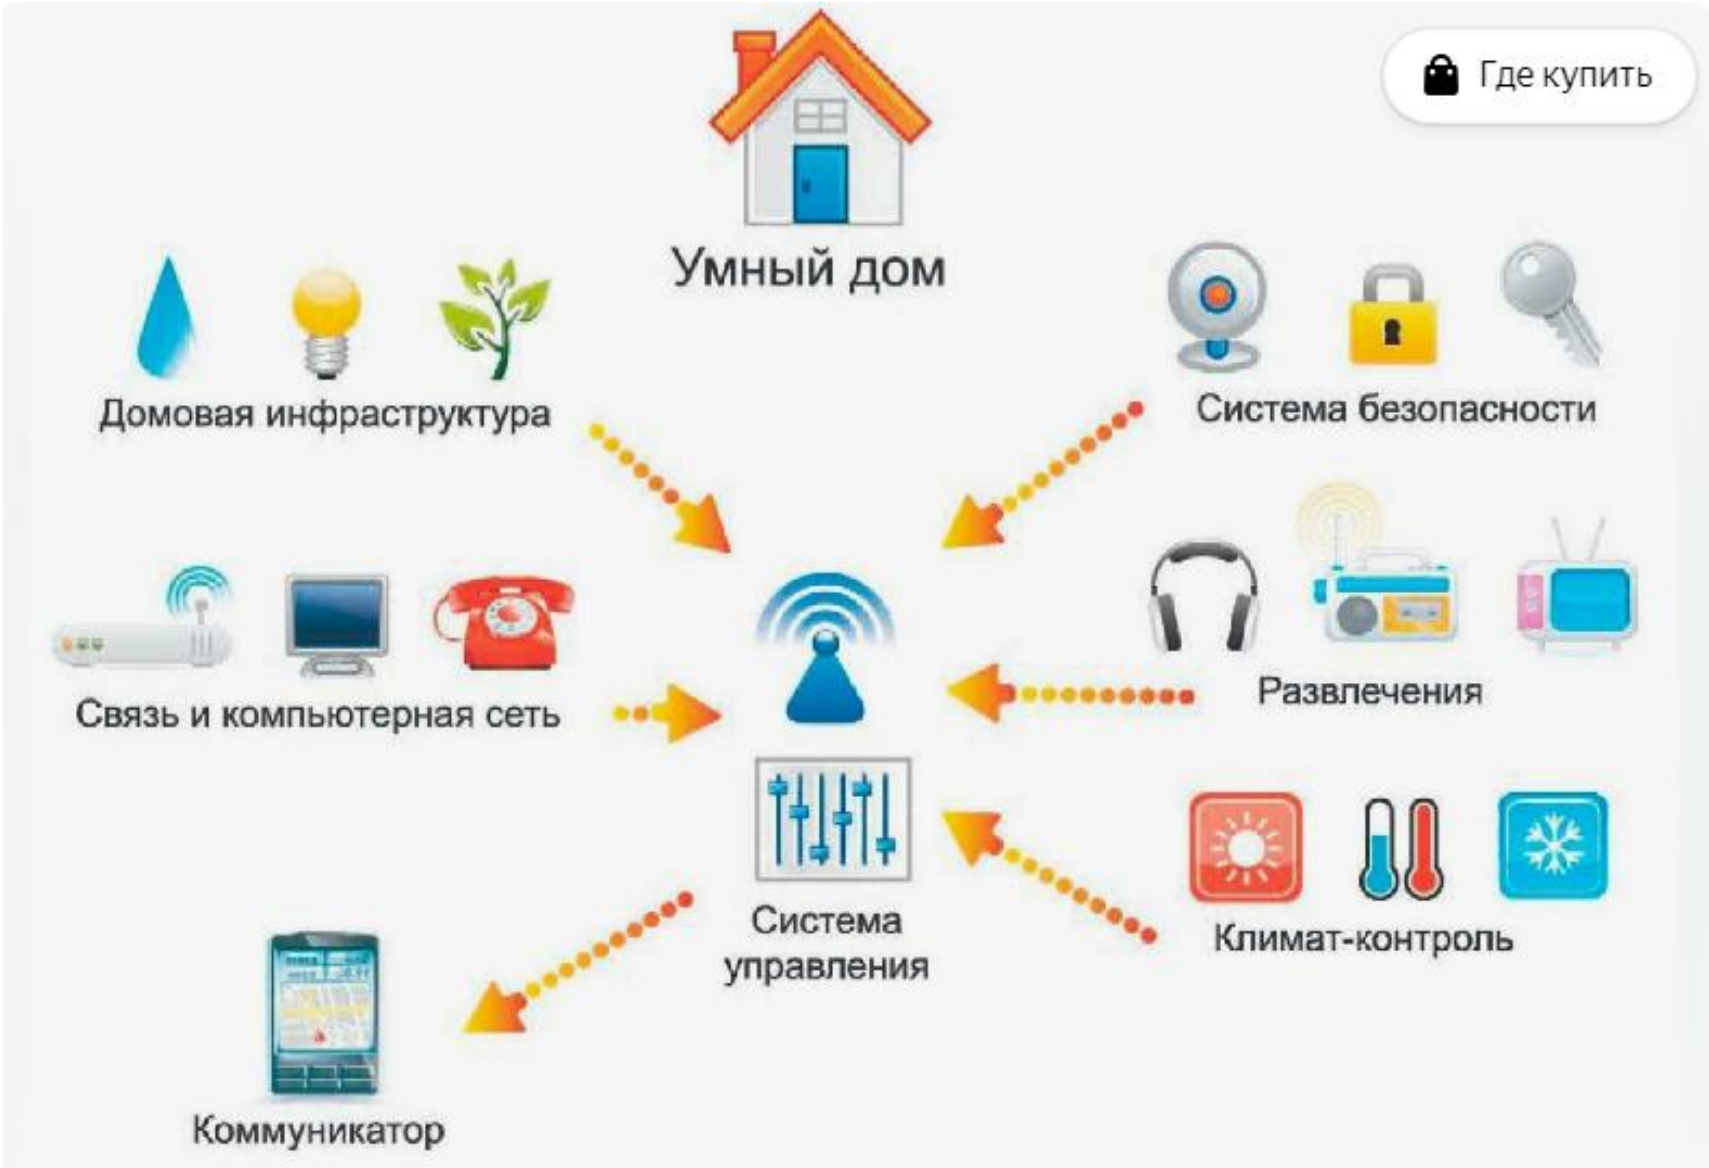 Где купить
Умный дом
Домовая инфраструктура
Система безопасности
Связь и компьютерная сеть
Развлечения
Система
управления
Климат-контроль
Коммуникатор